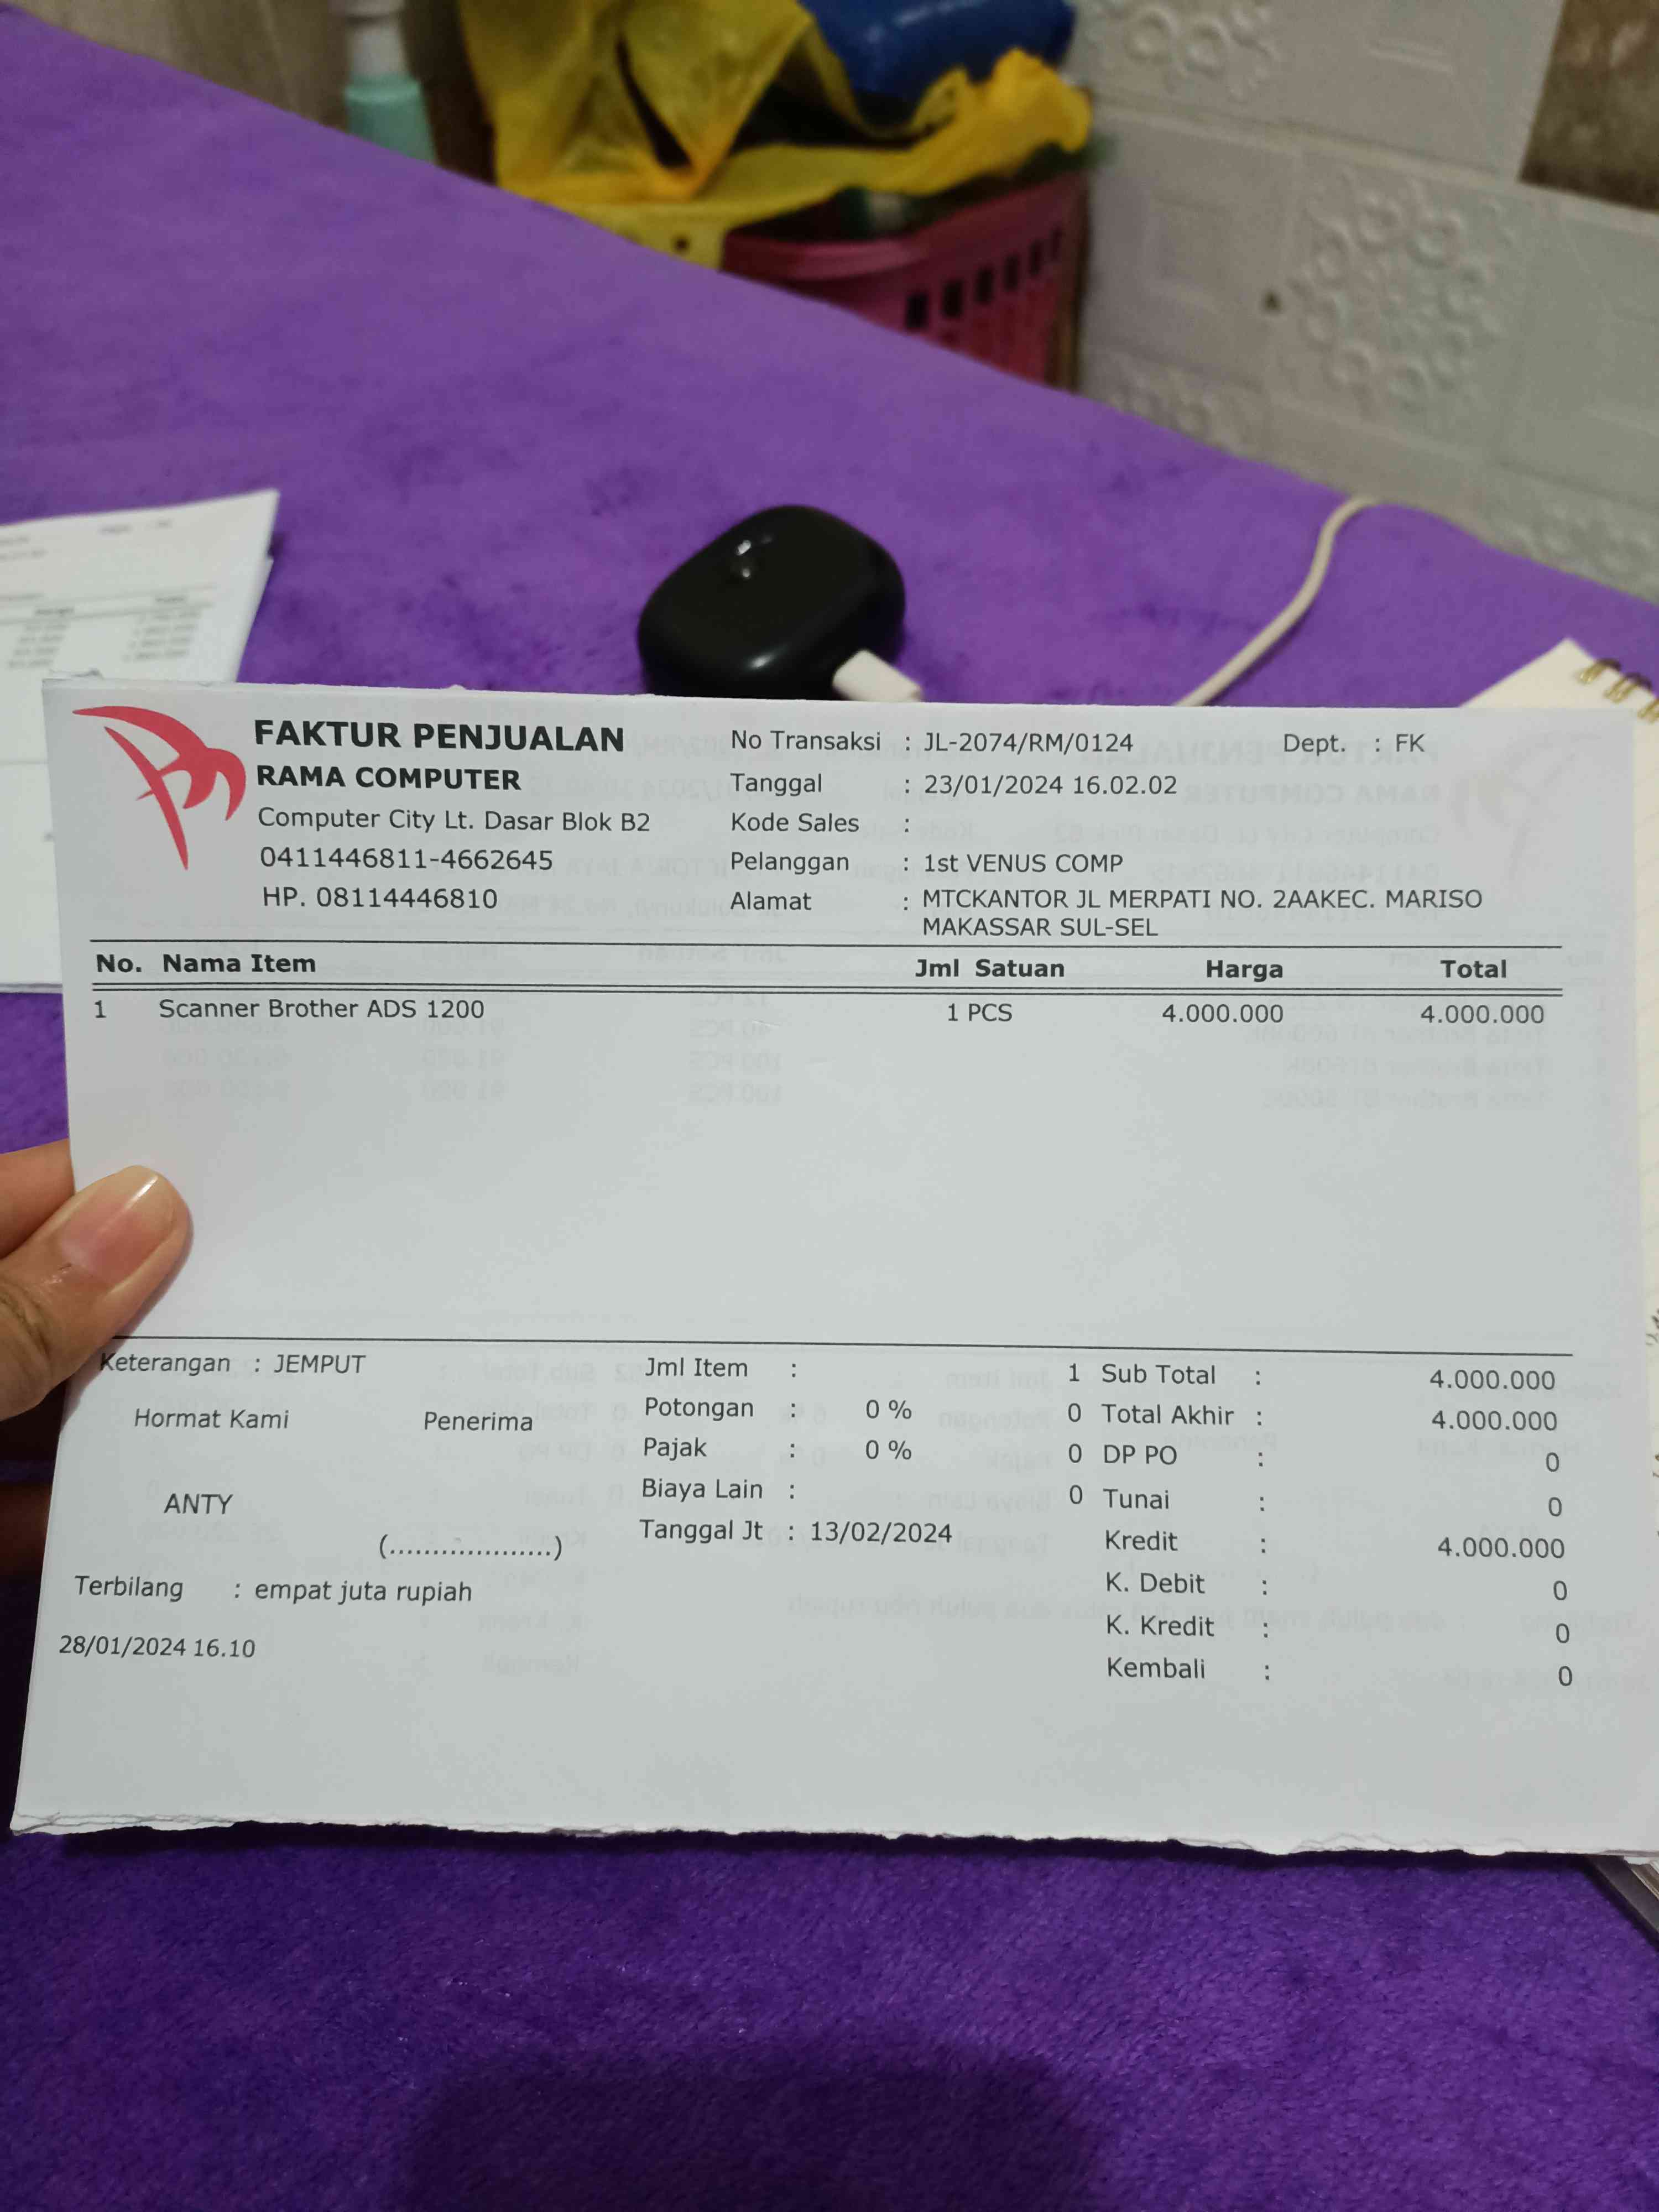 FAKTUR PENJUALAN
RAMA COMPUTER
Computer City Lt. Dasar Blok B2
0411446811-4662645
HP. 08114446810
No Transaksi : JL-2074/RM/0124
Dept. : FK
Tanggal : 23/01/2024 16.02.02
Kode Sales :
Pelanggan : 1st VENUS COMP
Alamat : MTCKANTOR JL MERPATI NO. 2AAKEC. MARISO
MAKASSAR SUL-SEL
No. Nama Item Jml Satuan Harga Total
1 Scanner Brother ADS 1200 1 PCS 4.000.000 4.000.000
Keterangan : JEMPUT
Hormat Kami Penerima
ANTY
(...................)
Terbilang : empat juta rupiah
28/01/2024 16.10
Jml Item : 1
Potongan : 0 % 0
Pajak : 0 % 0
Biaya Lain : 0
Tanggal Jt : 13/02/2024
Sub Total : 4.000.000
Total Akhir : 4.000.000
DP PO : 0
Tunai : 0
Kredit : 4.000.000
K. Debit : 0
K. Kredit : 0
Kembali : 0